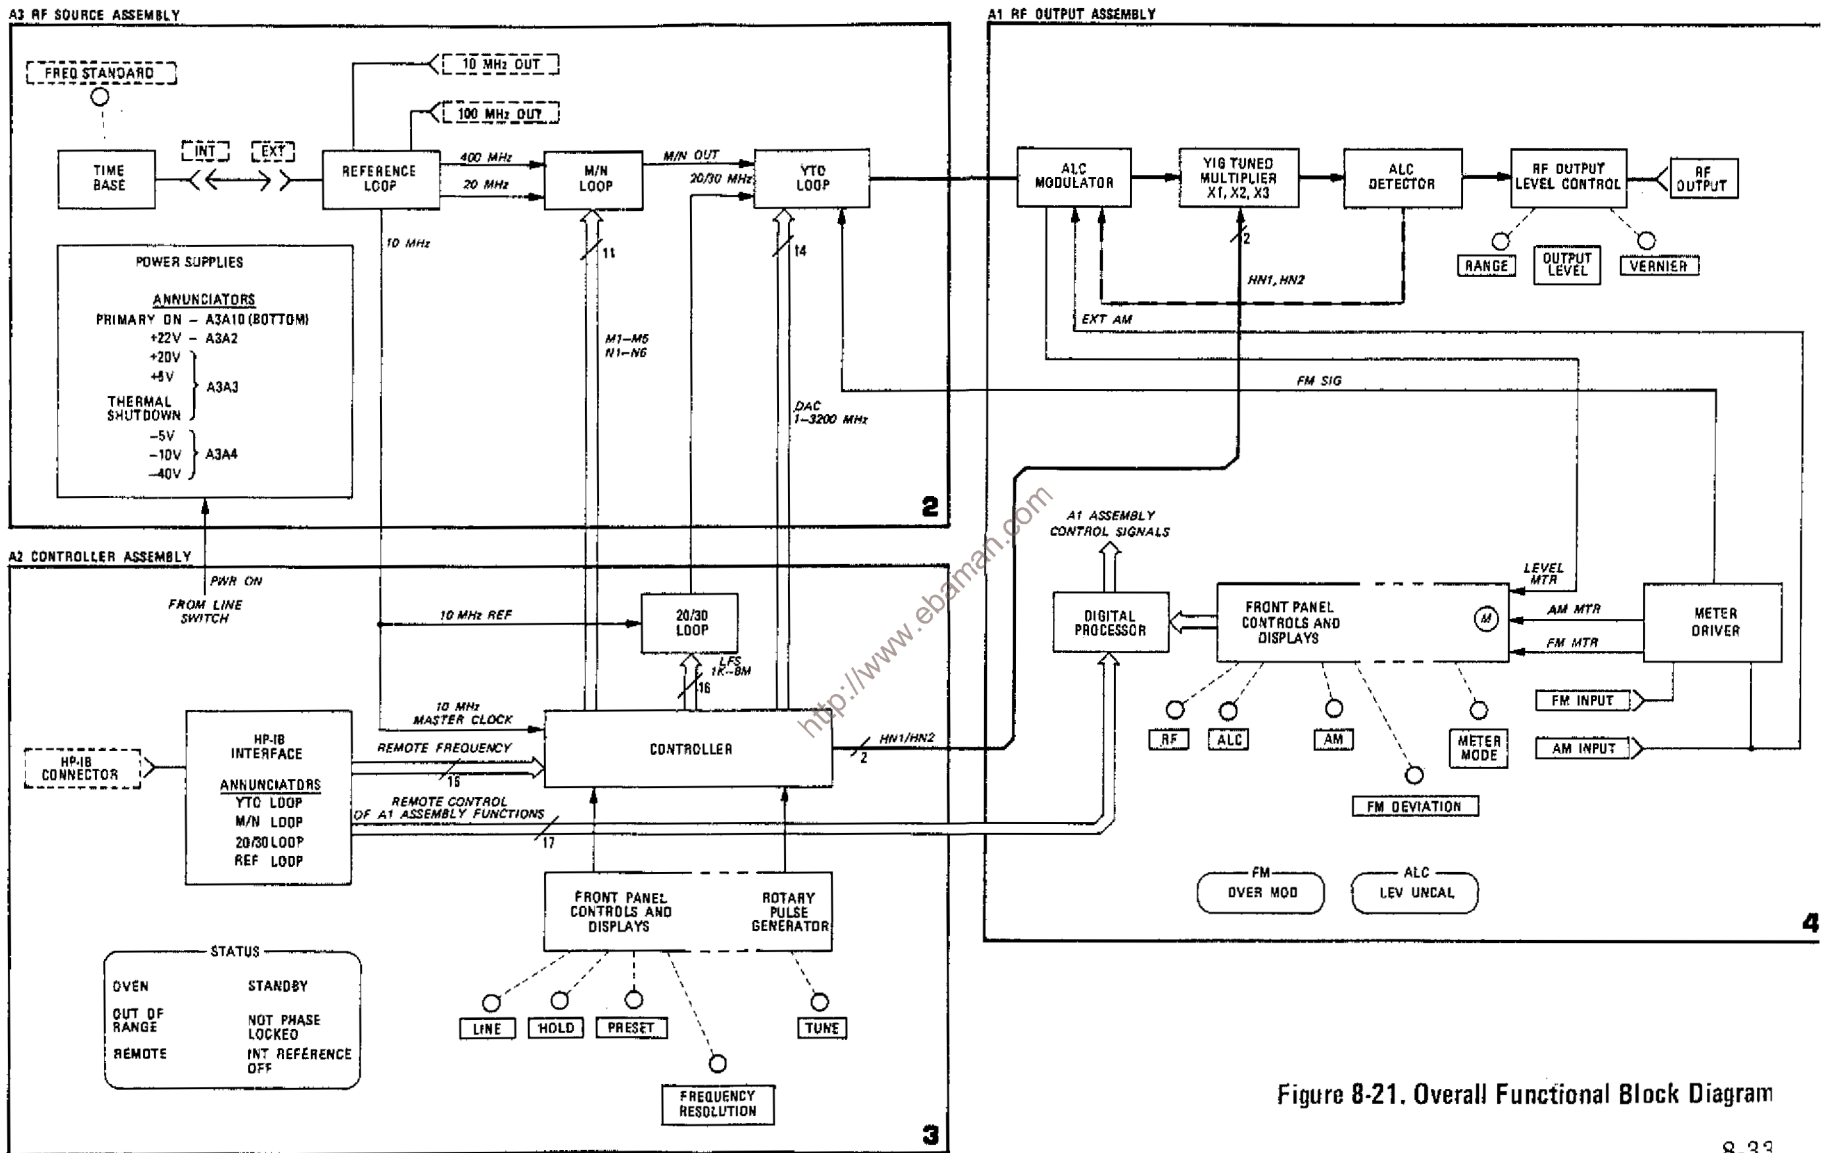 A3 RF SOURCE ASSEMBLY
FREQ STANDARD
10 MHz OUT
100 MHz OUT
TIME
BASE
INT
EXT
REFERENCE
LOOP
400 MHz
20 MHz
M/N
LOOP
M/N OUT
20/30 MHz
YTO
LOOP
10 MHz
11
14
POWER SUPPLIES
ANNUNCIATORS
PRIMARY ON – A3A10 (BOTTOM)
+22V – A3A2
+20V
+5V
A3A3
THERMAL
SHUTDOWN
–5V
–10V
A3A4
–40V
M1–M5
N1–N6
DAC
1–3200 MHz
2
A1 RF OUTPUT ASSEMBLY
ALC
MODULATOR
YIG TUNED
MULTIPLIER
X1, X2, X3
ALC
DETECTOR
RF OUTPUT
LEVEL CONTROL
RF
OUTPUT
2
HN1, HN2
RANGE
OUTPUT
LEVEL
VERNIER
EXT AM
FM SIG
A1 ASSEMBLY
CONTROL SIGNALS
LEVEL
MTR
AM MTR
FM MTR
DIGITAL
PROCESSOR
FRONT PANEL
CONTROLS AND
DISPLAYS
M
METER
DRIVER
FM INPUT
AM INPUT
RF
ALC
AM
METER
MODE
FM DEVIATION
FM
OVER MOD
ALC
LEV UNCAL
4
A2 CONTROLLER ASSEMBLY
PWR ON
FROM LINE
SWITCH
10 MHz REF
20/30
LOOP
LFS
1K–8M
16
10 MHz
MASTER CLOCK
HP-IB
CONNECTOR
HP-IB
INTERFACE
ANNUNCIATORS
YTO LOOP
M/N LOOP
20/30 LOOP
REF LOOP
REMOTE FREQUENCY
16
REMOTE CONTROL
OF A1 ASSEMBLY FUNCTIONS
17
CONTROLLER
HN1/HN2
2
FRONT PANEL
CONTROLS AND
DISPLAYS
ROTARY
PULSE
GENERATOR
LINE
HOLD
PRESET
TUNE
FREQUENCY
RESOLUTION
STATUS
OVEN
STANDBY
OUT OF
RANGE
NOT PHASE
LOCKED
REMOTE
INT REFERENCE
OFF
3
http://www.ebaman.com
Figure 8-21. Overall Functional Block Diagram
8-33